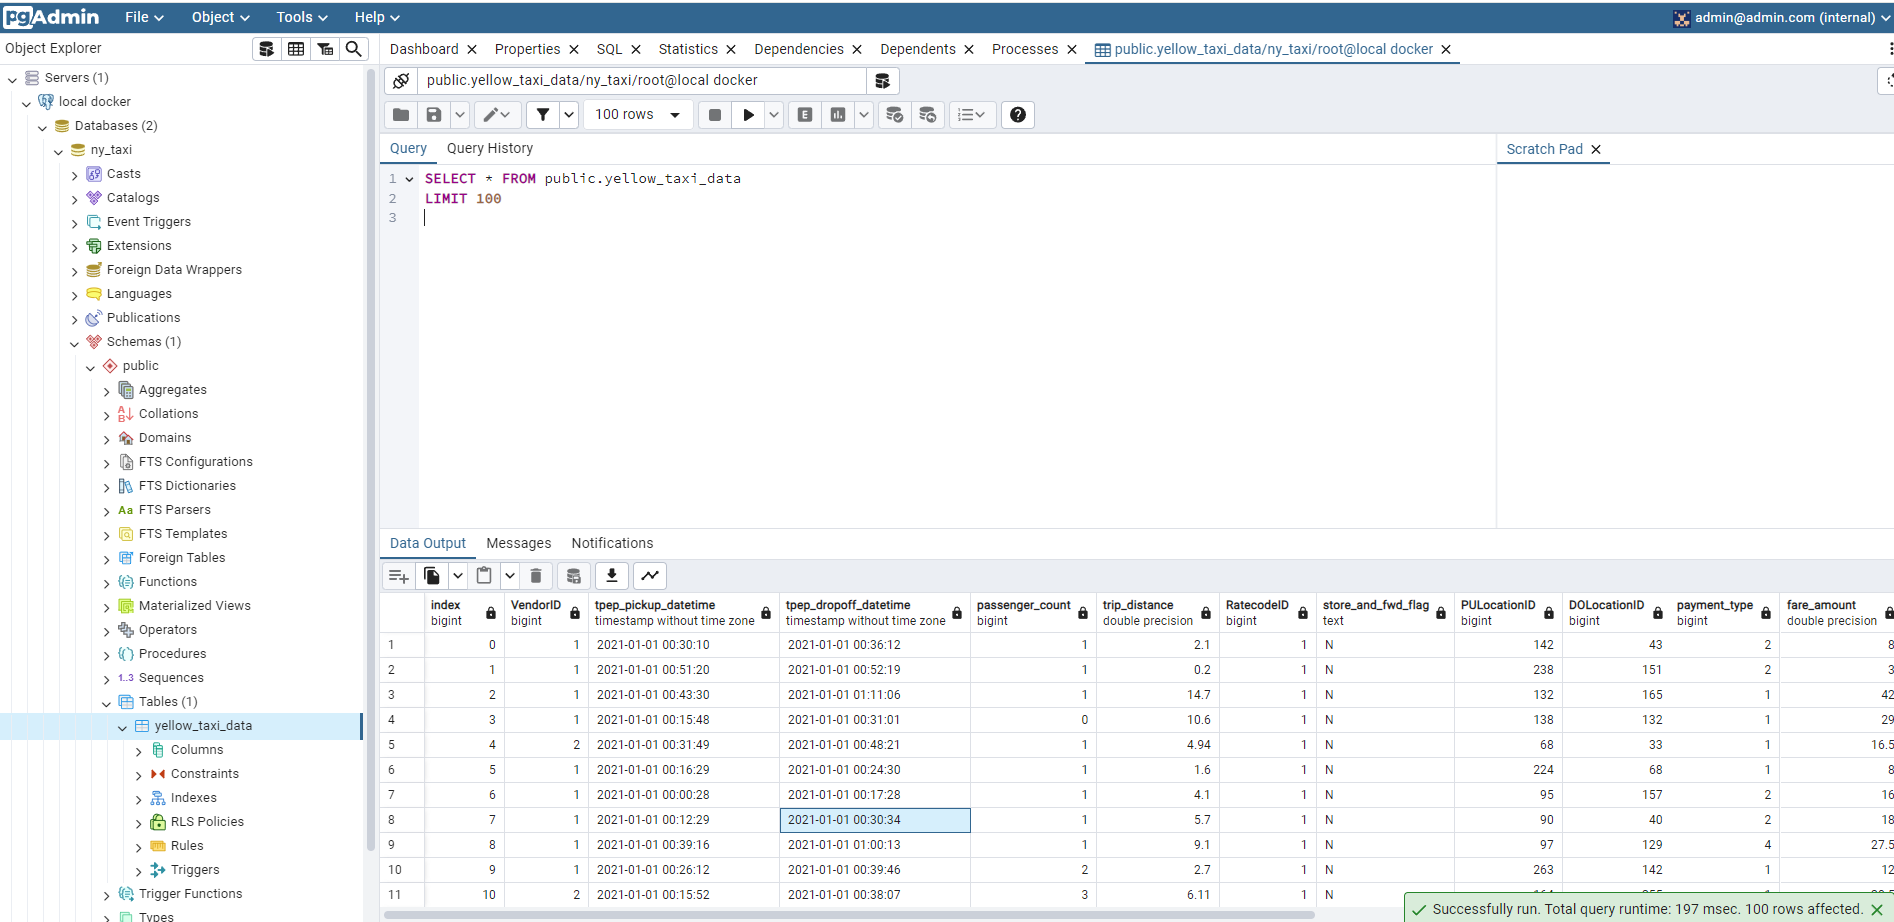 pgAdmin File Object Tools Help admin@admin.com (internal)
Object Explorer
Dashboard Properties SQL Statistics Dependencies Dependents Processes public.yellow_taxi_data/ny_taxi/root@local docker
public.yellow_taxi_data/ny_taxi/root@local docker
100 rows
Servers (1)
local docker
Databases (2)
ny_taxi
Casts
Catalogs
Event Triggers
Extensions
Foreign Data Wrappers
Languages
Publications
Schemas (1)
public
Aggregates
Collations
Domains
FTS Configurations
FTS Dictionaries
Aa FTS Parsers
FTS Templates
Foreign Tables
Functions
Materialized Views
Operators
Procedures
1..3 Sequences
Tables (1)
yellow_taxi_data
Columns
Constraints
Indexes
RLS Policies
Rules
Triggers
Trigger Functions
Types
Query Query History
Scratch Pad
1 SELECT * FROM public.yellow_taxi_data
2 LIMIT 100
3
Data Output Messages Notifications
index VendorID tpep_pickup_datetime tpep_dropoff_datetime passenger_count trip_distance RatecodeID store_and_fwd_flag PULocationID DOLocationID payment_type fare_amount
bigint bigint timestamp without time zone timestamp without time zone bigint double precision bigint text bigint bigint bigint double precision
1 0 1 2021-01-01 00:30:10 2021-01-01 00:36:12 1 2.1 1 N 142 43 2 8
2 1 1 2021-01-01 00:51:20 2021-01-01 00:52:19 1 0.2 1 N 238 151 2 3
3 2 1 2021-01-01 00:43:30 2021-01-01 01:11:06 1 14.7 1 N 132 165 1 42
4 3 1 2021-01-01 00:15:48 2021-01-01 00:31:01 0 10.6 1 N 138 132 1 29
5 4 2 2021-01-01 00:31:49 2021-01-01 00:48:21 1 4.94 1 N 68 33 1 16.5
6 5 1 2021-01-01 00:16:29 2021-01-01 00:24:30 1 1.6 1 N 224 68 1 8
7 6 1 2021-01-01 00:00:28 2021-01-01 00:17:28 1 4.1 1 N 95 157 2 16
8 7 1 2021-01-01 00:12:29 2021-01-01 00:30:34 1 5.7 1 N 90 40 2 18
9 8 1 2021-01-01 00:39:16 2021-01-01 01:00:13 1 9.1 1 N 97 129 4 27.5
10 9 1 2021-01-01 00:26:12 2021-01-01 00:39:46 2 2.7 1 N 263 142 1 12
11 10 2 2021-01-01 00:15:52 2021-01-01 00:38:07 3 6.11 1 N
Successfully run. Total query runtime: 197 msec. 100 rows affected.